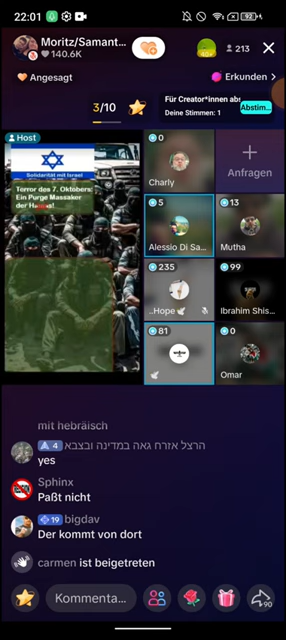 22:01
92
Moritz/Samant...
140.6K
213
Angesagt
Erkunden >
3/10
Für Creator*innen abs
Deine Stimmen: 1
Abstim...
Host
Solidarität mit Israel
Terror des 7. Oktobers:
Ein Purge Massaker
der Hamas!
0
Charly
+
Anfragen
5
Alessio Di Sa...
13
Mutha
235
..Hope
99
Ibrahim Shis...
81
0
Omar
mit hebräisch
4 הרצל אזרח גאה במדינה ובצבא
yes
Sphinx
Paßt nicht
19 bigdav
Der kommt von dort
carmen ist beigetreten
Kommenta...
90